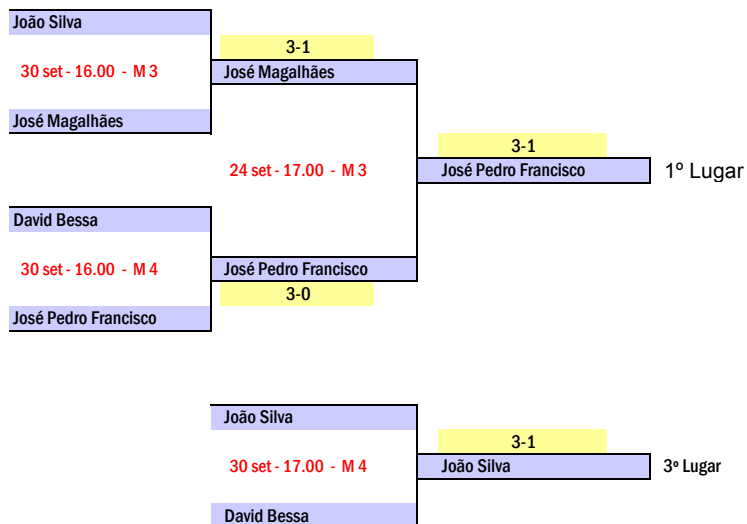 João Silva
3-1
30 set - 16.00 - M 3
José Magalhães
José Magalhães
3-1
24 set - 17.00 - M 3
José Pedro Francisco
1º Lugar
David Bessa
30 set - 16.00 - M 4
José Pedro Francisco
3-0
José Pedro Francisco
João Silva
3-1
30 set - 17.00 - M 4
João Silva
3º Lugar
David Bessa